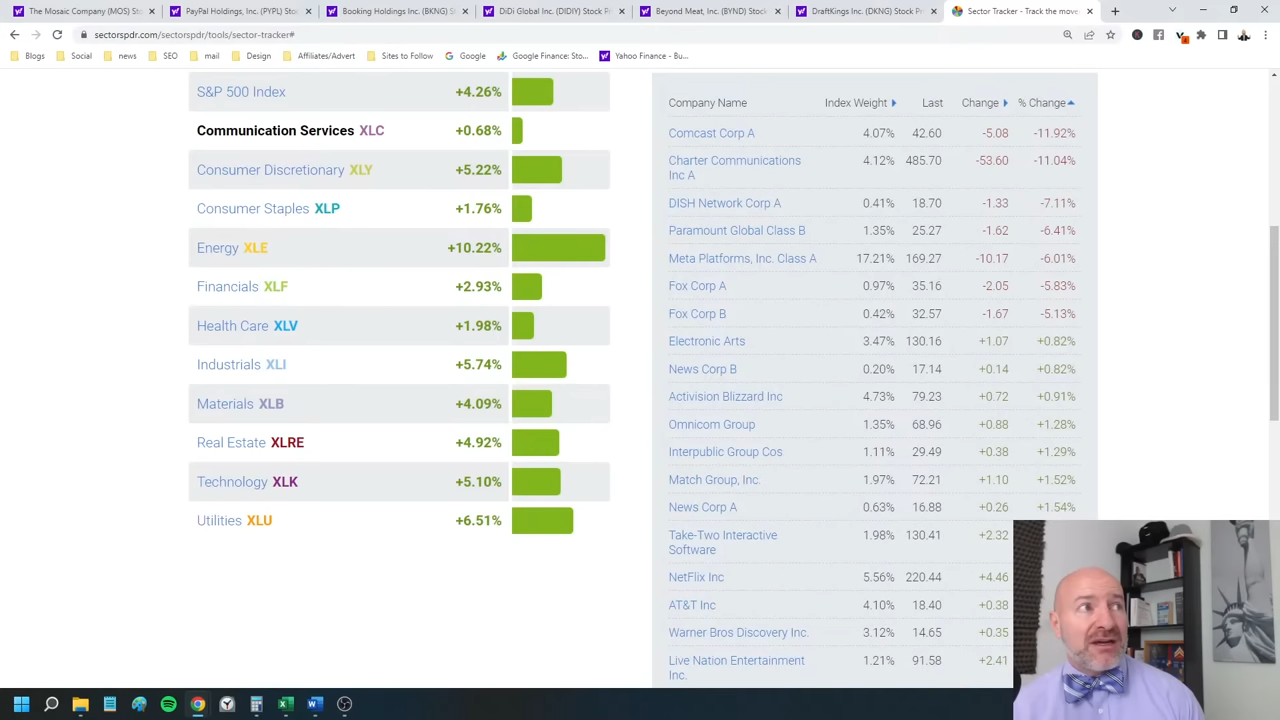 The Mosaic Company (MOS) Stoc
PayPal Holdings, Inc. (PYPL) Stock
Booking Holdings Inc. (BKNG) St
DiDi Global Inc. (DIDIY) Stock Pr
Beyond Meat, Inc. (BYND) Stock
DraftKings Inc. (DKNG) Stock Pr
Sector Tracker - Track the movem
sectorspdr.com/sectorspdr/tools/sector-tracker#
Blogs
Social
news
SEO
mail
Design
Affiliates/Advert
Sites to Follow
Google
Google Finance: Sto...
Yahoo Finance - Bu...
S&P 500 Index +4.26%
Communication Services XLC +0.68%
Consumer Discretionary XLY +5.22%
Consumer Staples XLP +1.76%
Energy XLE +10.22%
Financials XLF +2.93%
Health Care XLV +1.98%
Industrials XLI +5.74%
Materials XLB +4.09%
Real Estate XLRE +4.92%
Technology XLK +5.10%
Utilities XLU +6.51%
Company Name Index Weight Last Change % Change
Comcast Corp A 4.07% 42.60 -5.08 -11.92%
Charter Communications 4.12% 485.70 -53.60 -11.04%
Inc A
DISH Network Corp A 0.41% 18.70 -1.33 -7.11%
Paramount Global Class B 1.35% 25.27 -1.62 -6.41%
Meta Platforms, Inc. Class A 17.21% 169.27 -10.17 -6.01%
Fox Corp A 0.97% 35.16 -2.05 -5.83%
Fox Corp B 0.42% 32.57 -1.67 -5.13%
Electronic Arts 3.47% 130.16 +1.07 +0.82%
News Corp B 0.20% 17.14 +0.14 +0.82%
Activision Blizzard Inc 4.73% 79.23 +0.72 +0.91%
Omnicom Group 1.35% 68.96 +0.88 +1.28%
Interpublic Group Cos 1.11% 29.49 +0.38 +1.29%
Match Group, Inc. 1.97% 72.21 +1.10 +1.52%
News Corp A 0.63% 16.88 +0.26 +1.54%
Take-Two Interactive 1.98% 130.41 +2.32
Software
NetFlix Inc 5.56% 220.44 +4.46
AT&T Inc 4.10% 18.40 +0.38
Warner Bros Discovery Inc. 3.12% 14.65 +0.35
Live Nation Entertainment 1.21% 91.58 +2.41
Inc.